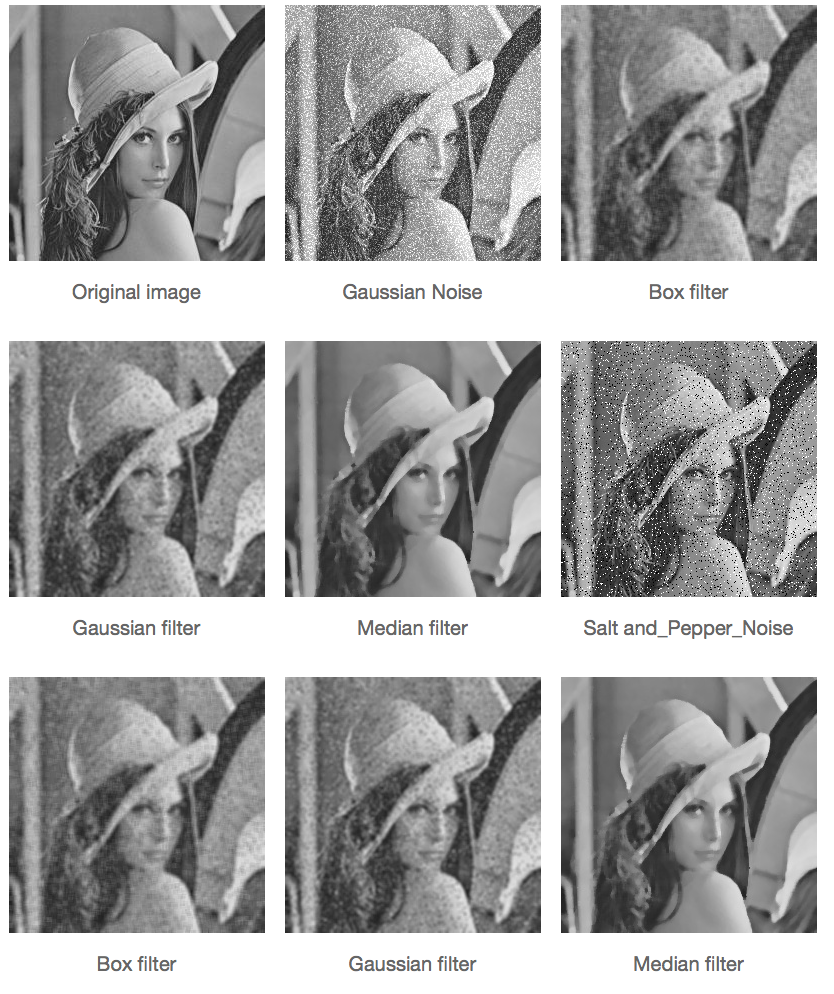 Original image
Gaussian Noise
Box filter
Gaussian filter
Median filter
Salt and_Pepper_Noise
Box filter
Gaussian filter
Median filter